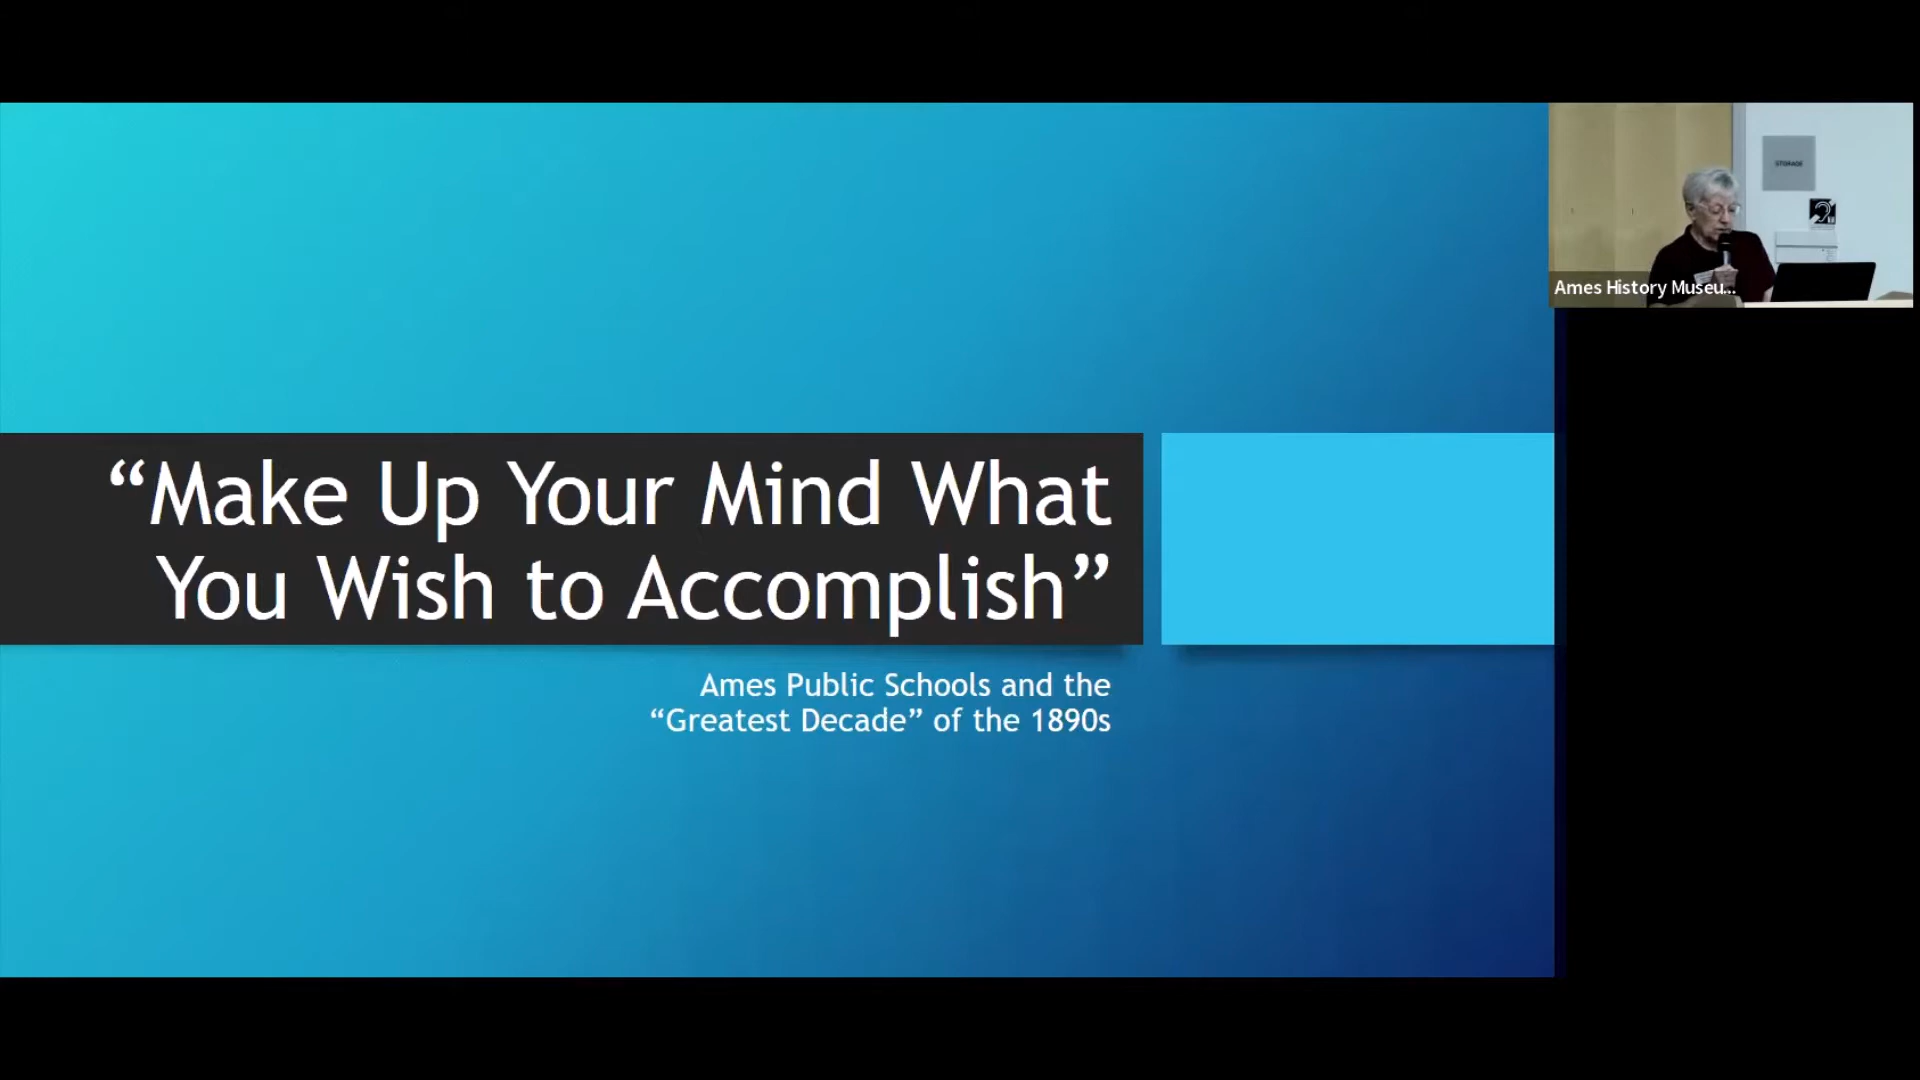 “Make Up Your Mind What
You Wish to Accomplish”
Ames Public Schools and the
“Greatest Decade” of the 1890s
STORAGE
Ames History Museu...